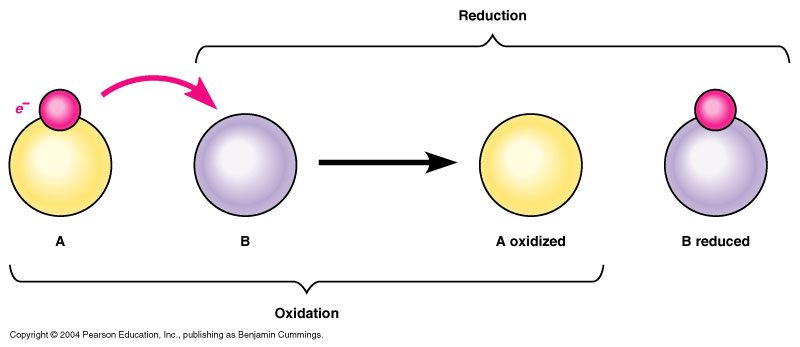 Reduction
e⁻
A
B
A oxidized
B reduced
Oxidation
Copyright © 2004 Pearson Education, Inc., publishing as Benjamin Cummings.